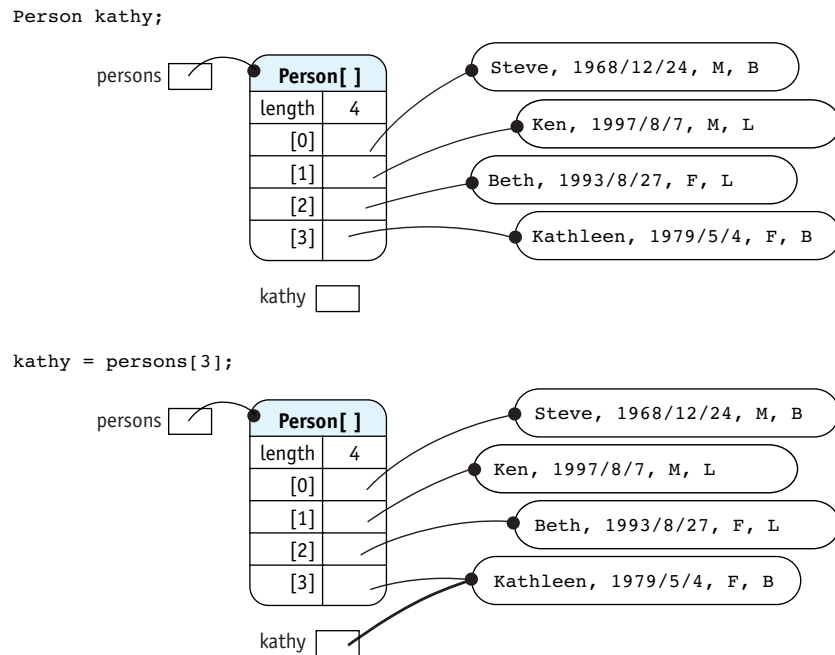 Person kathy;
persons
Person[ ]
length 4
[0]
[1]
[2]
[3]
Steve, 1968/12/24, M, B
Ken, 1997/8/7, M, L
Beth, 1993/8/27, F, L
Kathleen, 1979/5/4, F, B
kathy
kathy = persons[3];
persons
Person[ ]
length 4
[0]
[1]
[2]
[3]
Steve, 1968/12/24, M, B
Ken, 1997/8/7, M, L
Beth, 1993/8/27, F, L
Kathleen, 1979/5/4, F, B
kathy